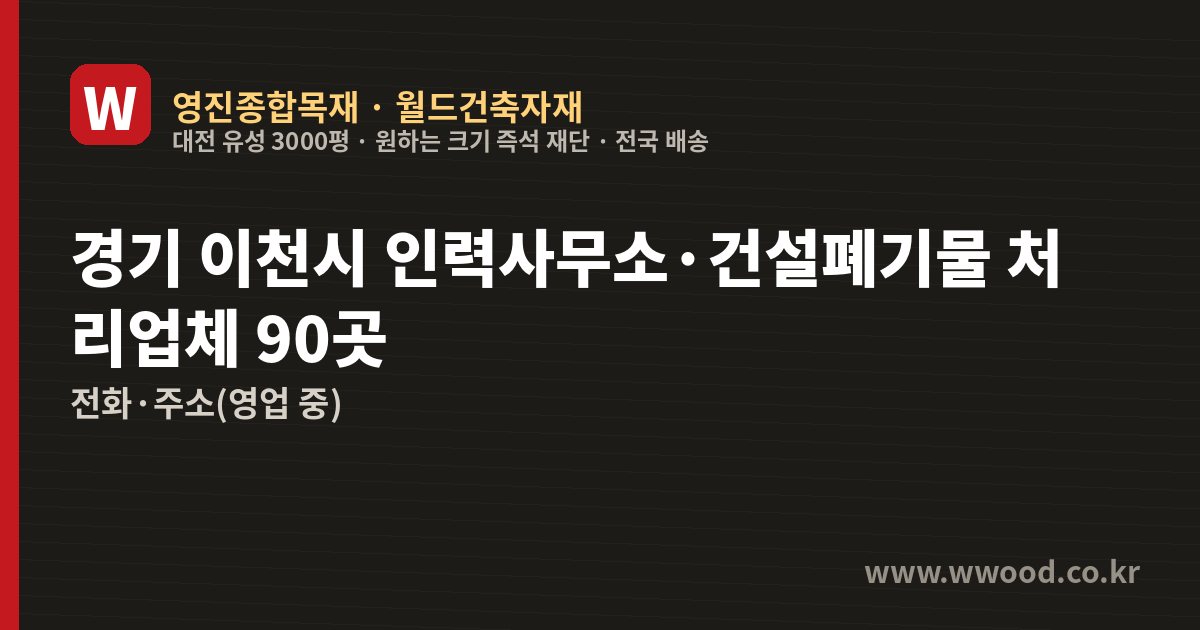 W
영진종합목재 · 월드건축자재
대전 유성 3000평 · 원하는 크기 즉석 재단 · 전국 배송
경기 이천시 인력사무소·건설폐기물 처
리업체 90곳
전화·주소(영업 중)
www.wwood.co.kr